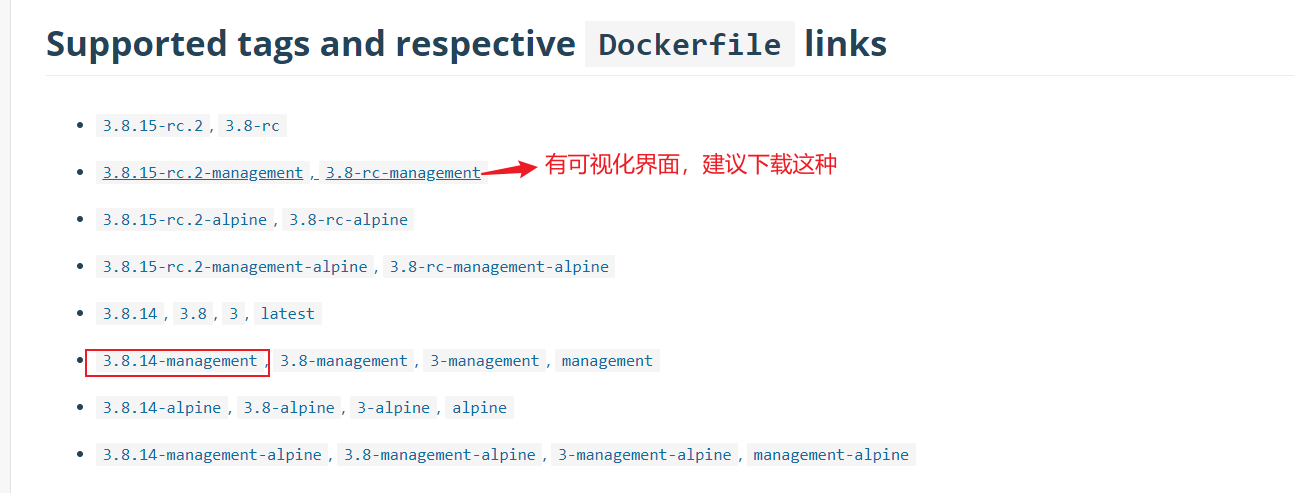 Supported tags and respective Dockerfile links
3.8.15-rc.2 , 3.8-rc
3.8.15-rc.2-management , 3.8-rc-management 有可视化界面，建议下载这种
3.8.15-rc.2-alpine , 3.8-rc-alpine
3.8.15-rc.2-management-alpine , 3.8-rc-management-alpine
3.8.14 , 3.8 , 3 , latest
3.8.14-management , 3.8-management , 3-management , management
3.8.14-alpine , 3.8-alpine , 3-alpine , alpine
3.8.14-management-alpine , 3.8-management-alpine , 3-management-alpine , management-alpine